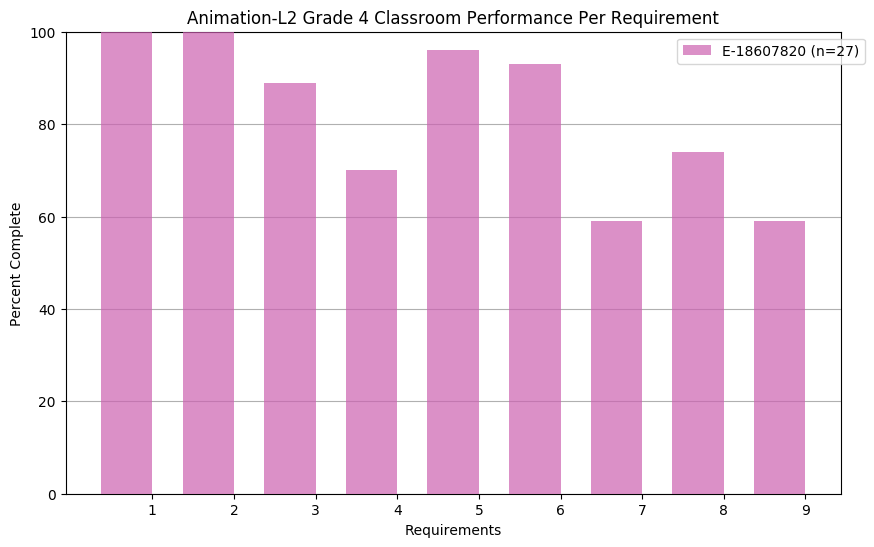 Animation-L2 Grade 4 Classroom Performance Per Requirement
E-18607820 (n=27)
100
80
60
40
20
0
Percent Complete
1 2 3 4 5 6 7 8 9
Requirements